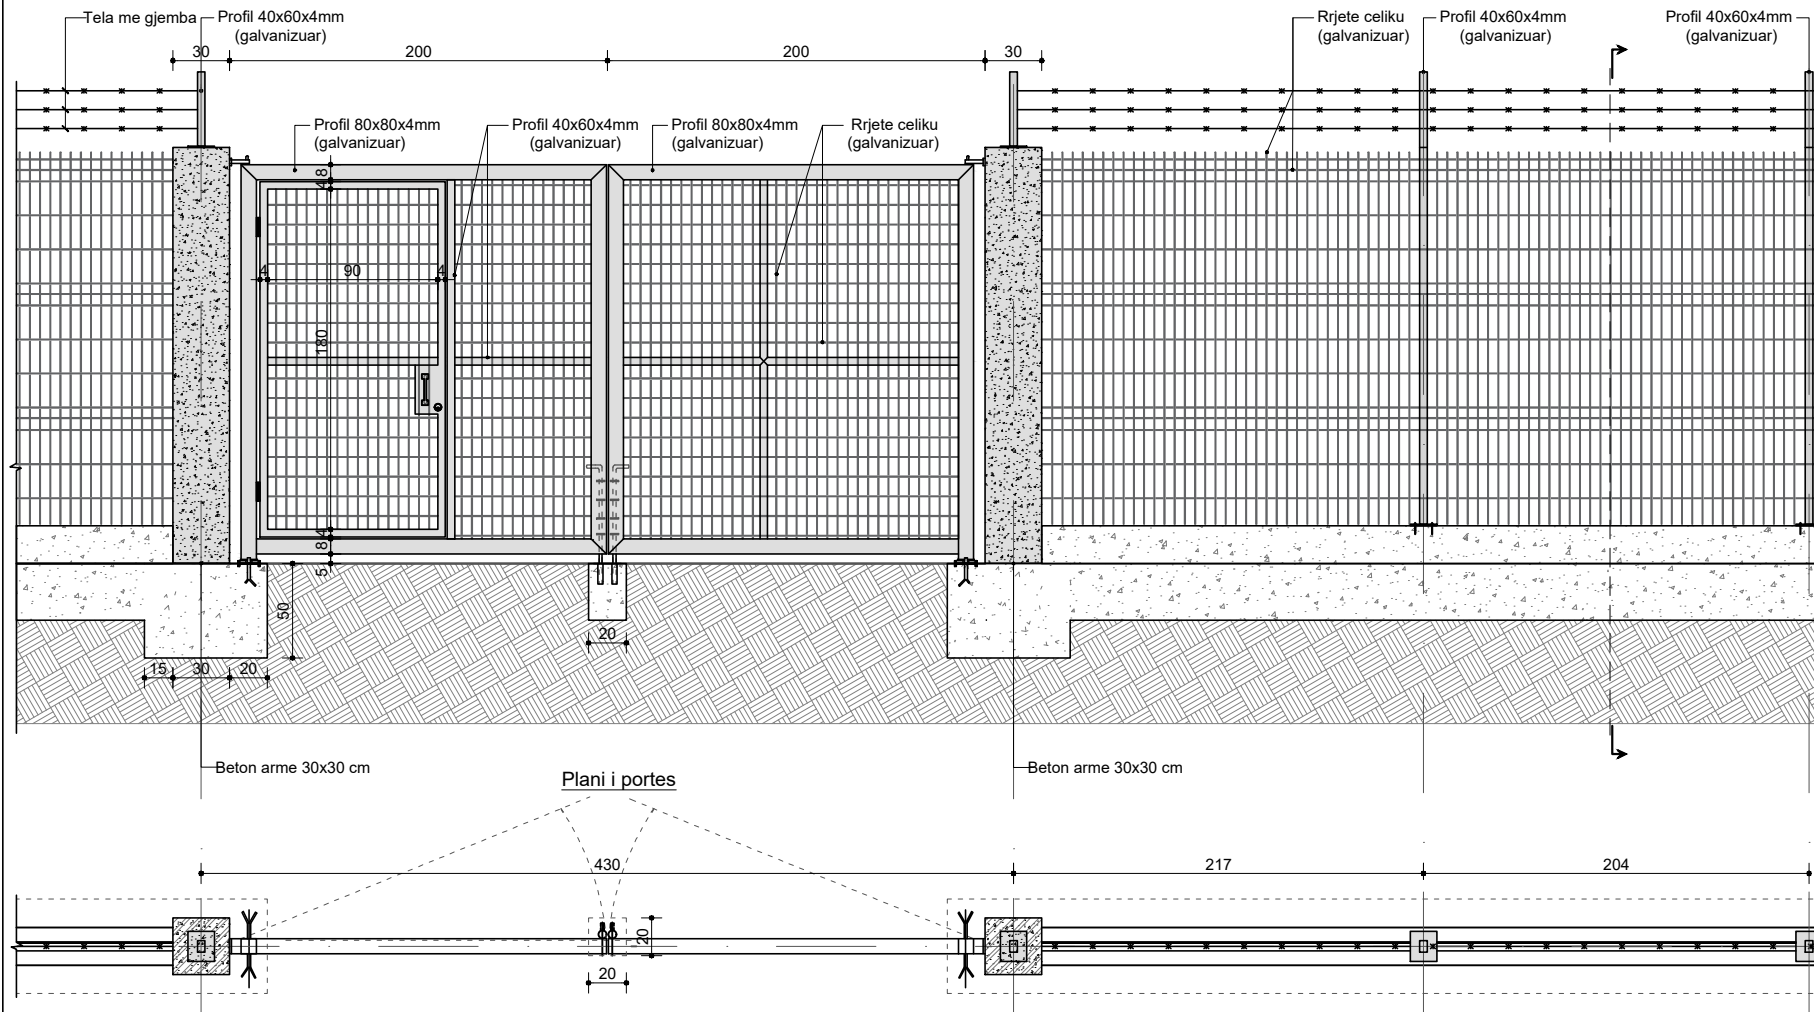 Tela me gjemba
Profil 40x60x4mm
(galvanizuar)
Rrjete celiku
(galvanizuar)
Profil 40x60x4mm
(galvanizuar)
Profil 40x60x4mm
(galvanizuar)
30
200
200
30
Profil 80x80x4mm
(galvanizuar)
Profil 40x60x4mm
(galvanizuar)
Profil 80x80x4mm
(galvanizuar)
Rrjete celiku
(galvanizuar)
8
4
4
90
4
180
4
8
5
50
20
15
30
20
Beton arme 30x30 cm
Beton arme 30x30 cm
Plani i portes
430
217
204
20
20